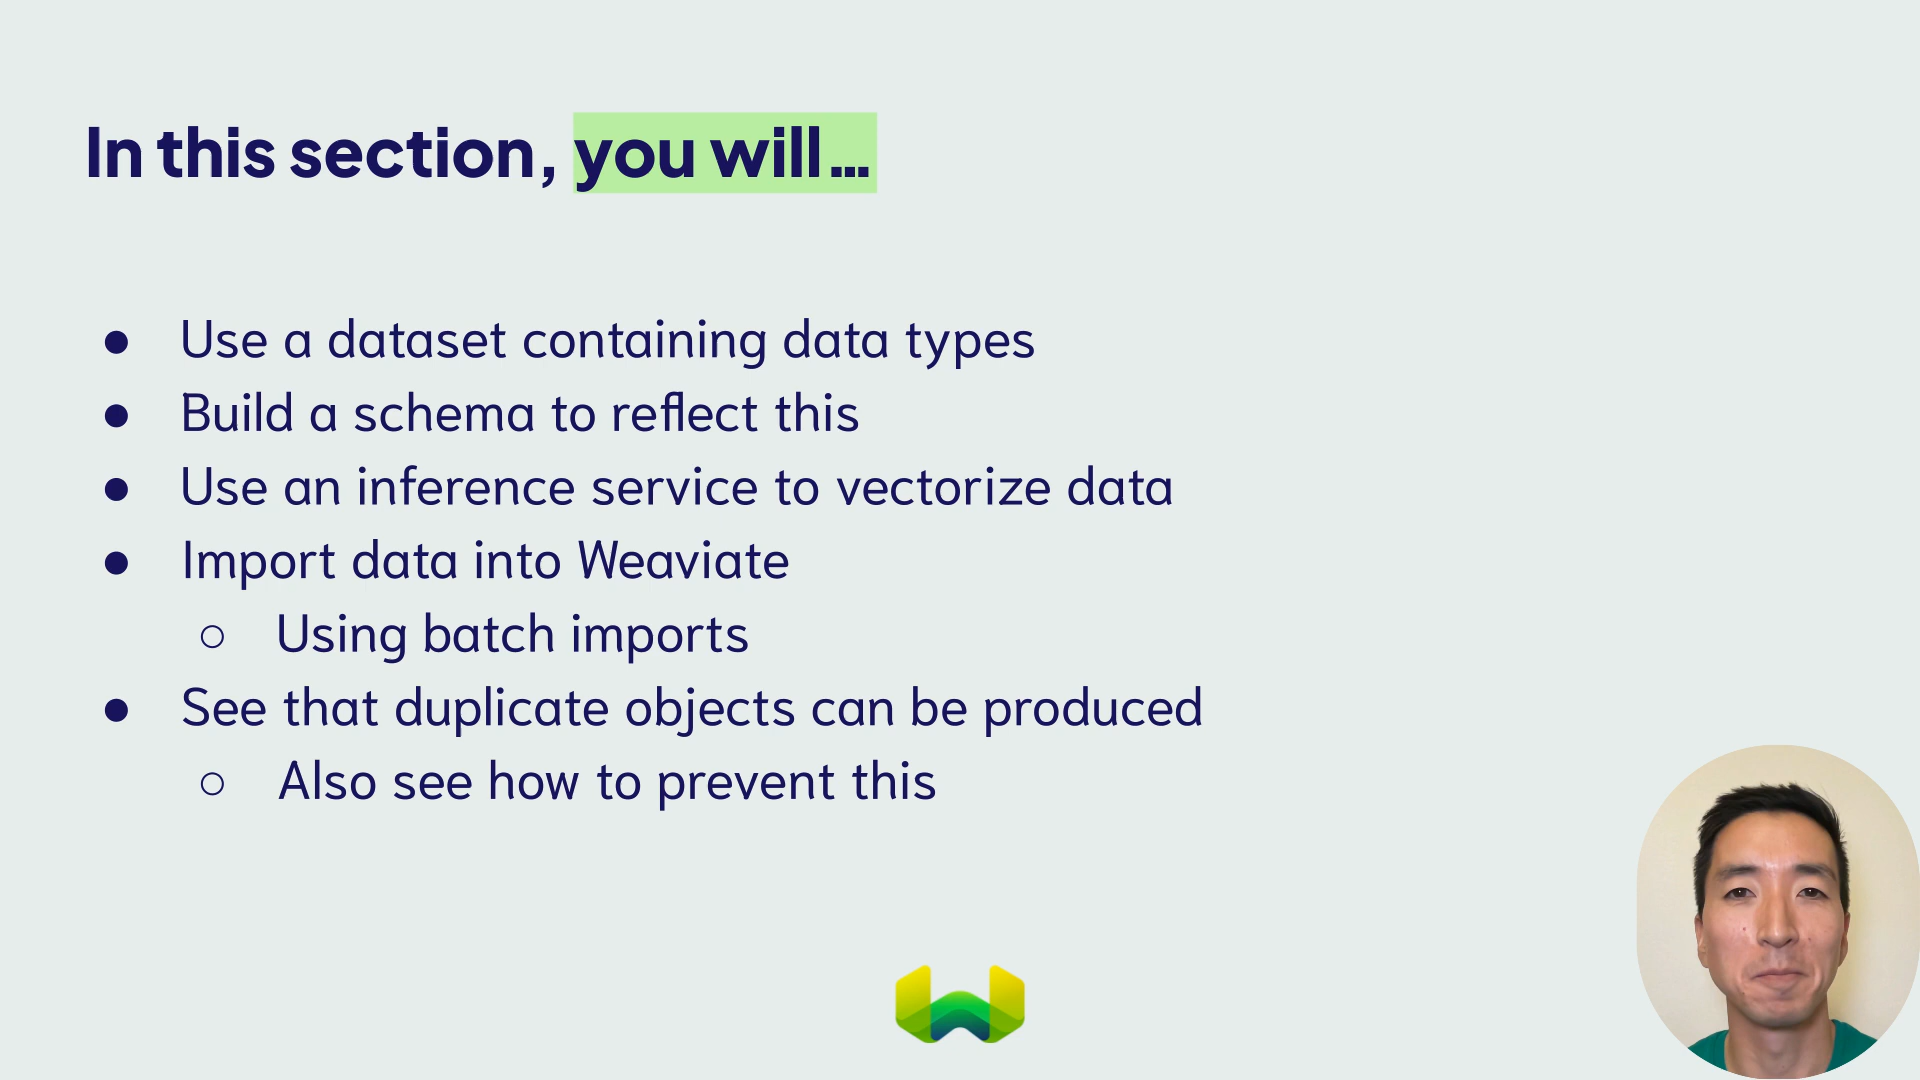 In this section, you will...
● Use a dataset containing data types
● Build a schema to reflect this
● Use an inference service to vectorize data
● Import data into Weaviate
○ Using batch imports
● See that duplicate objects can be produced
○ Also see how to prevent this